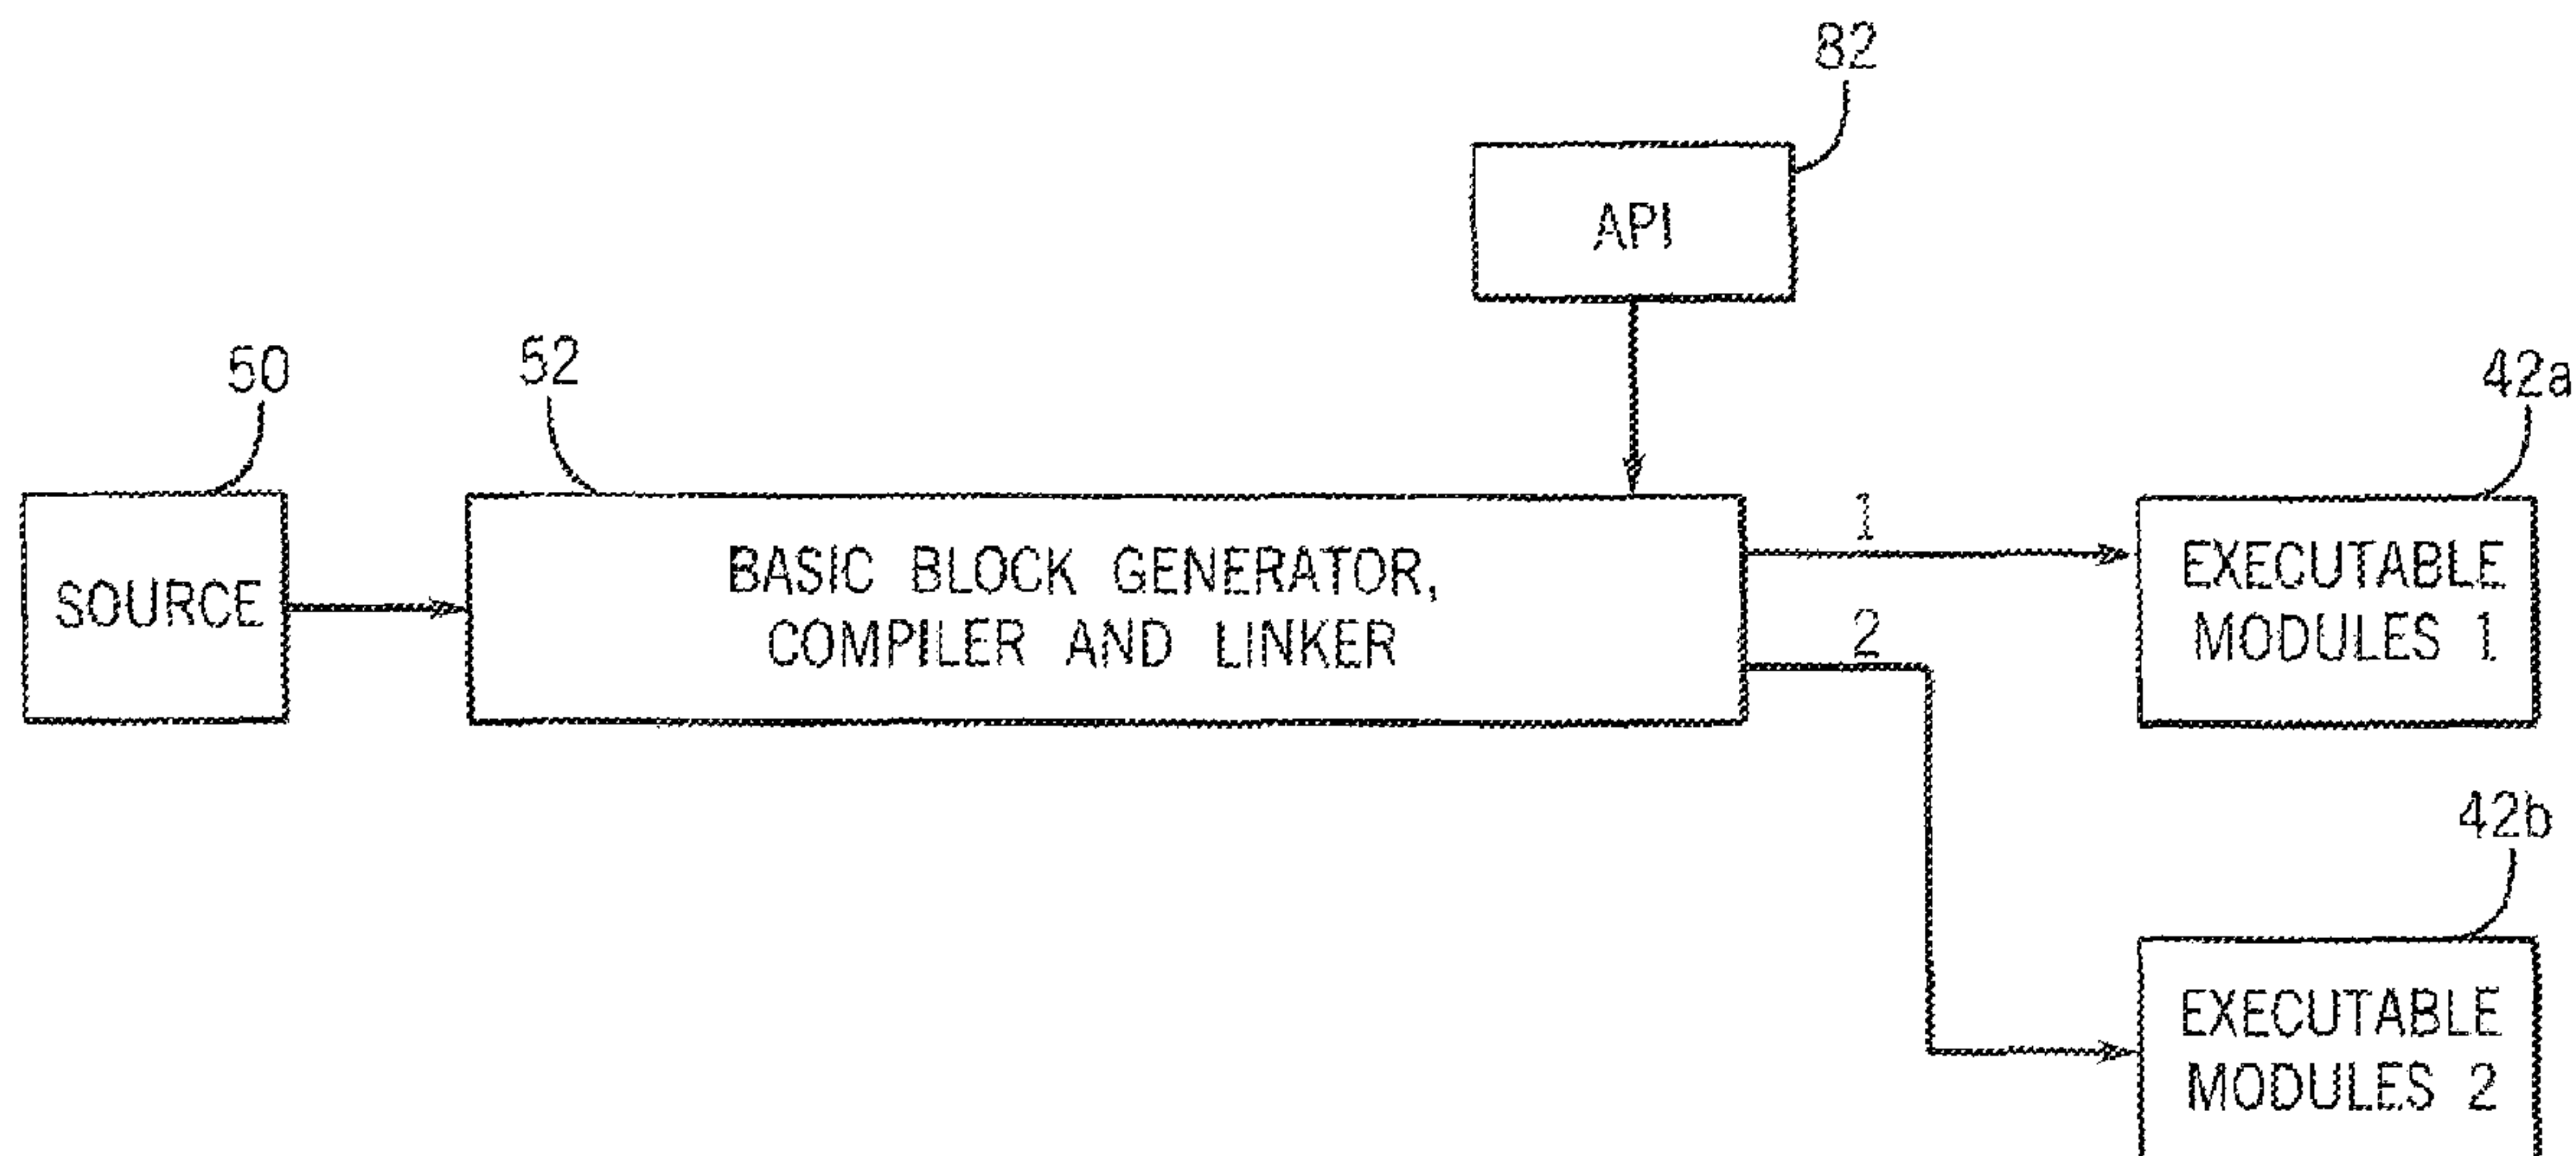 82
API
50
52
42a
1
SOURCE
BASIC BLOCK GENERATOR,
COMPILER AND LINKER
2
EXECUTABLE
MODULES 1
42b
EXECUTABLE
MODULES 2